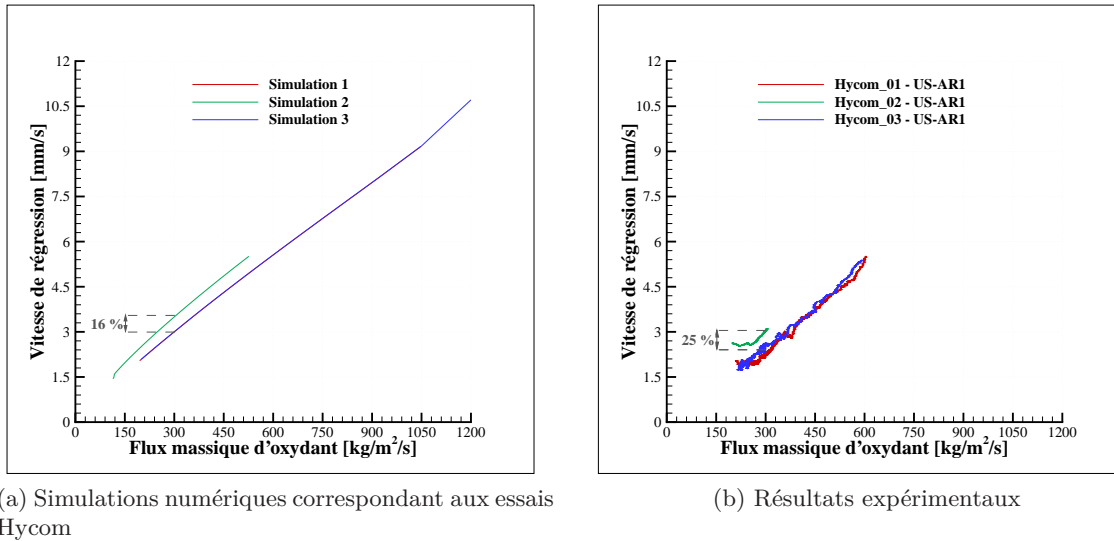 12
10.5
9
7.5
6
4.5
3
1.5
0
Vitesse de régression [mm/s]
Simulation 1
Simulation 2
Simulation 3
16 %
150 300 450 600 750 900 1050 1200
Flux massique d'oxydant [kg/m²/s]
(a) Simulations numériques correspondant aux essais
Hycom
12
10.5
9
7.5
6
4.5
3
1.5
0
Vitesse de régression [mm/s]
Hycom_01 - US-AR1
Hycom_02 - US-AR1
Hycom_03 - US-AR1
25 %
0 150 300 450 600 750 900 1050 1200
Flux massique d'oxydant [kg/m²/s]
(b) Résultats expérimentaux